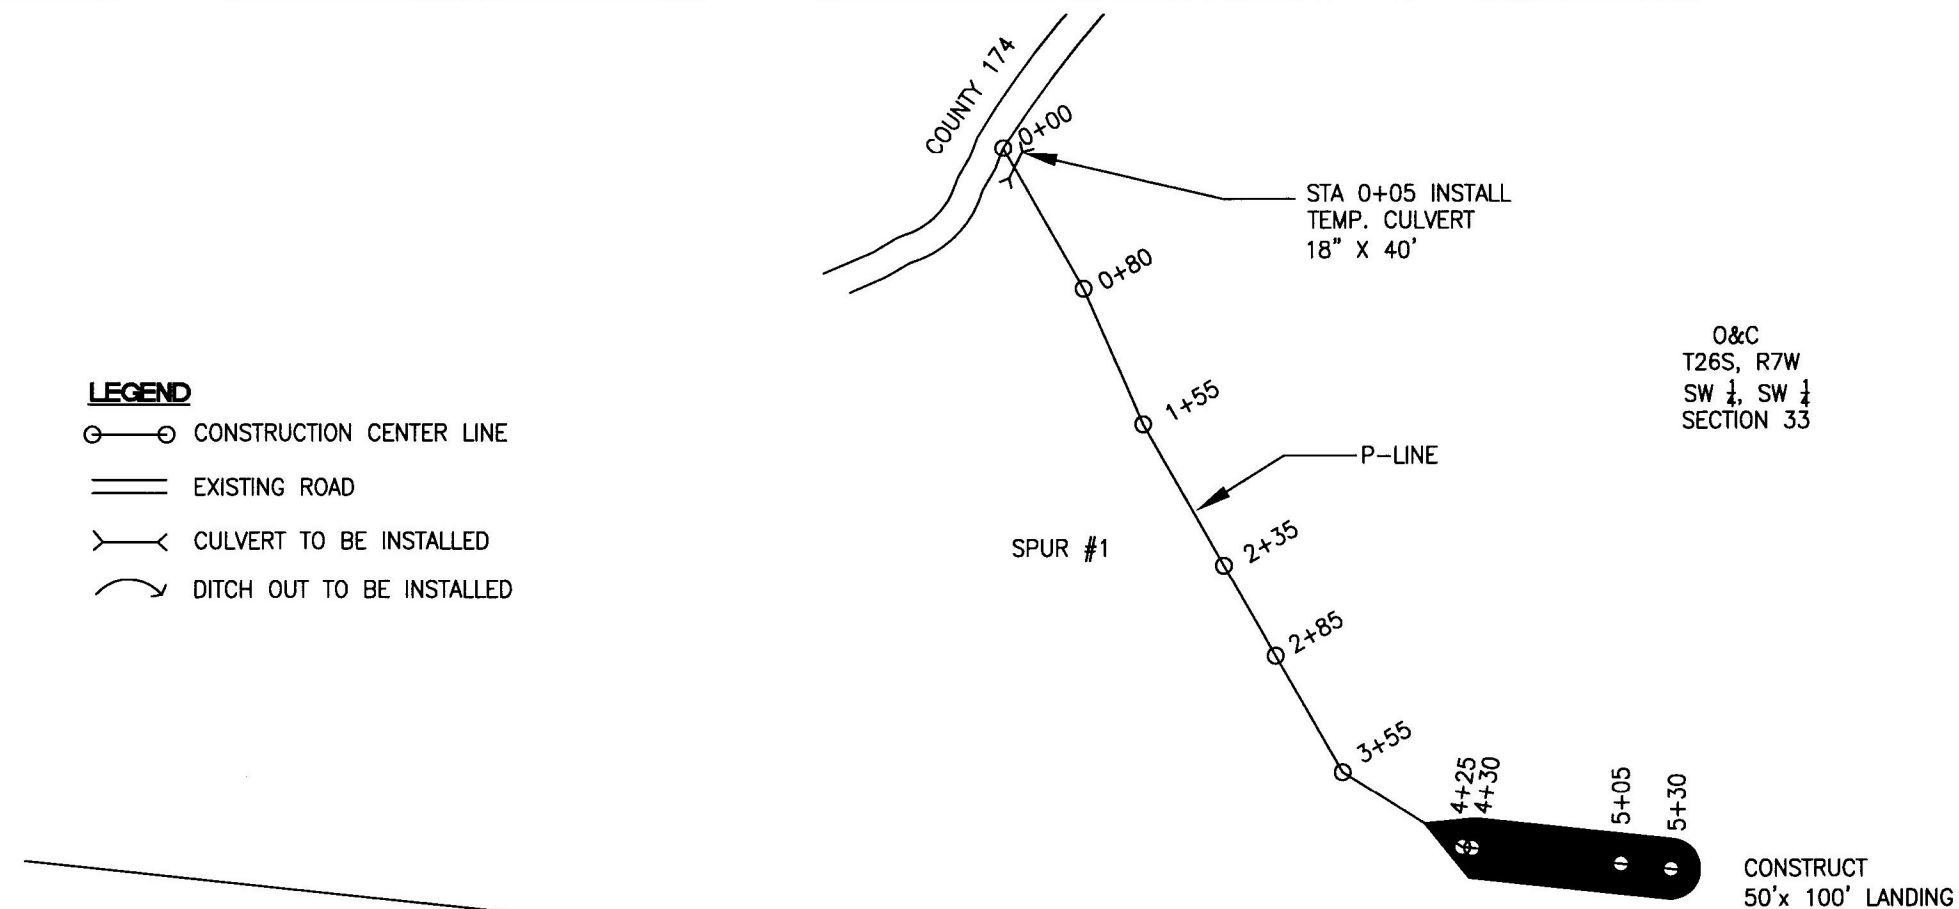 COUNTY 174
0+00
STA 0+05 INSTALL
TEMP. CULVERT
18" X 40'
0+80
O&C
T26S, R7W
SW 1/4, SW 1/4
SECTION 33
LEGEND
CONSTRUCTION CENTER LINE
EXISTING ROAD
CULVERT TO BE INSTALLED
DITCH OUT TO BE INSTALLED
1+55
P-LINE
SPUR #1
2+35
2+85
3+55
4+25
4+30
5+05
5+30
CONSTRUCT
50'x 100' LANDING